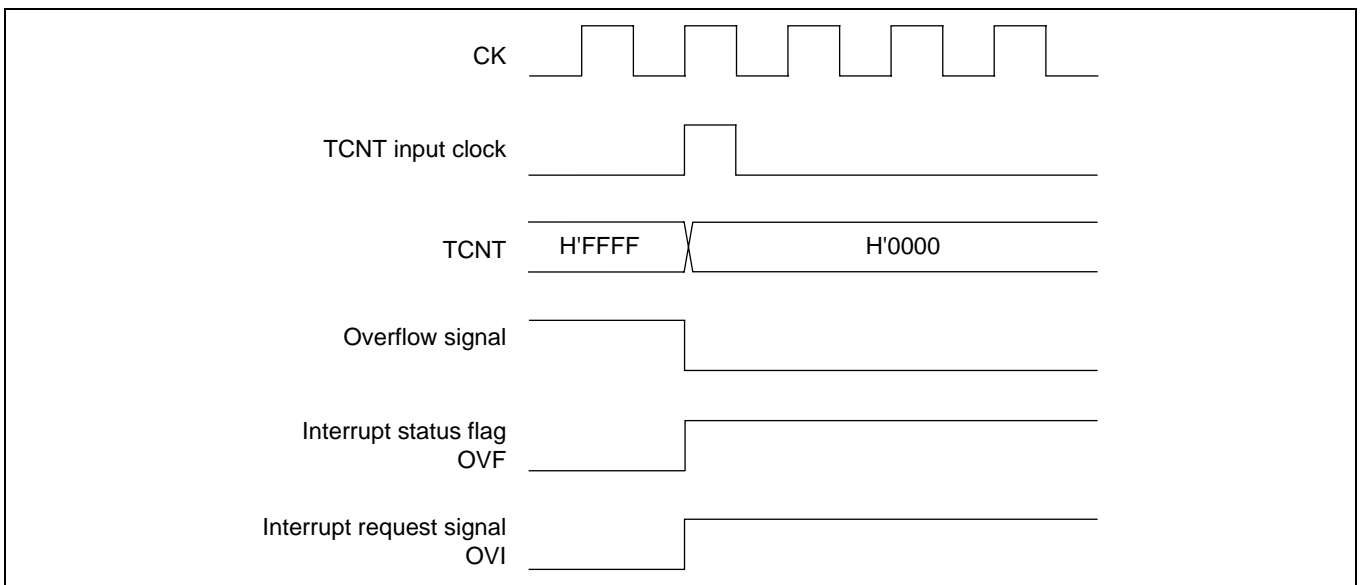 CK
TCNT input clock
TCNT
H'FFFF
H'0000
Overflow signal
Interrupt status flag
OVF
Interrupt request signal
OVI